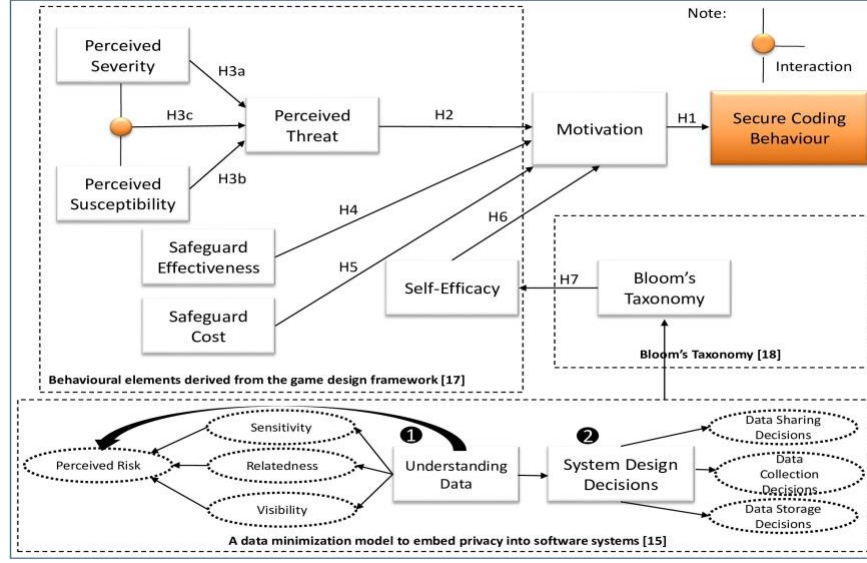 Note:
Interaction
Perceived
Severity
H3a
H3c
Perceived
Threat
H2
Motivation
H1
Secure Coding
Behaviour
Perceived
Susceptibility
H3b
H4
Safeguard
Effectiveness
H5
H6
Self-Efficacy
H7
Bloom's
Taxonomy
Safeguard
Cost
Bloom's Taxonomy [18]
Behavioural elements derived from the game design framework [17]
Sensitivity
1
2
Data Sharing
Decisions
Perceived Risk
Relatedness
Understanding
Data
System Design
Decisions
Data
Collection
Decisions
Visibility
Data Storage
Decisions
A data minimization model to embed privacy into software systems [15]